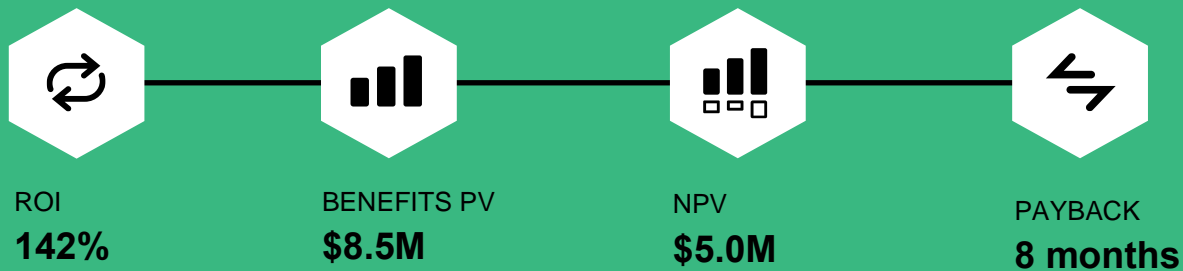 ROI
142%
BENEFITS PV
$8.5M
NPV
$5.0M
PAYBACK
8 months